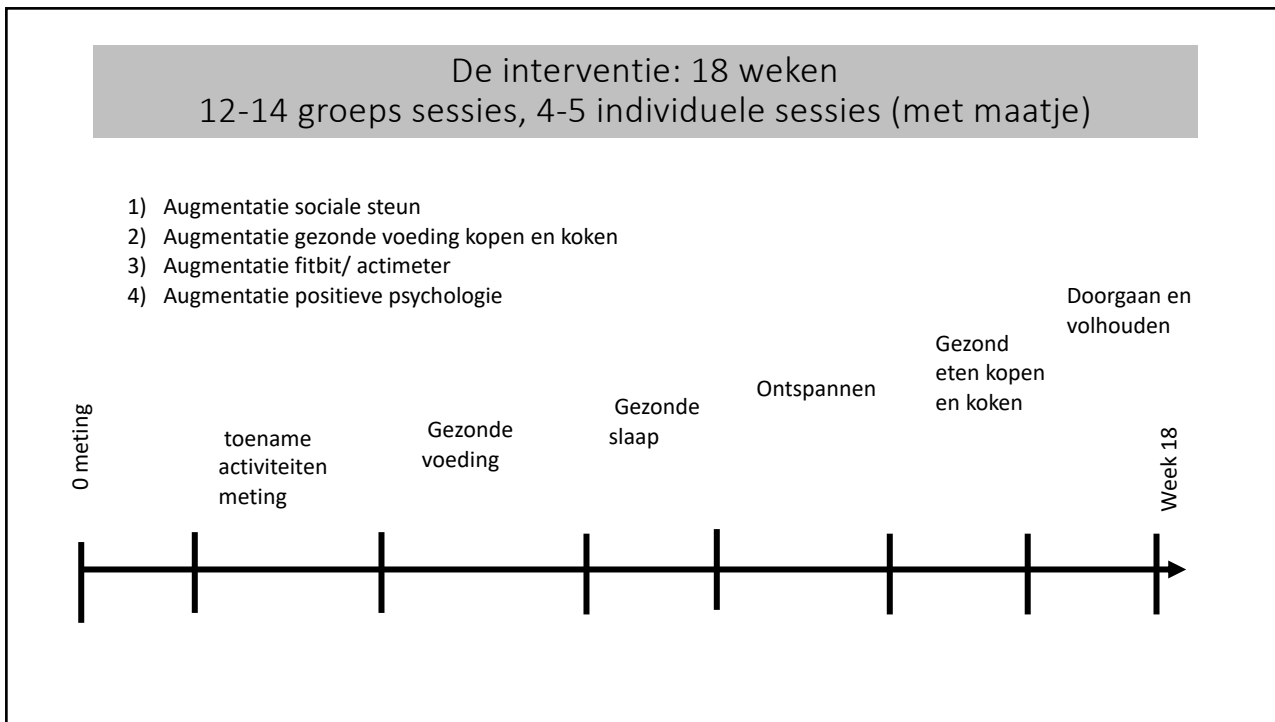 De interventie: 18 weken
12-14 groeps sessies, 4-5 individuele sessies (met maatje)
1) Augmentatie sociale steun
2) Augmentatie gezonde voeding kopen en koken
3) Augmentatie fitbit/ actimeter
4) Augmentatie positieve psychologie
0 meting
toename
activiteiten
meting
Gezonde
voeding
Gezonde
slaap
Ontspannen
Gezond
eten kopen
en koken
Doorgaan en
volhouden
Week 18